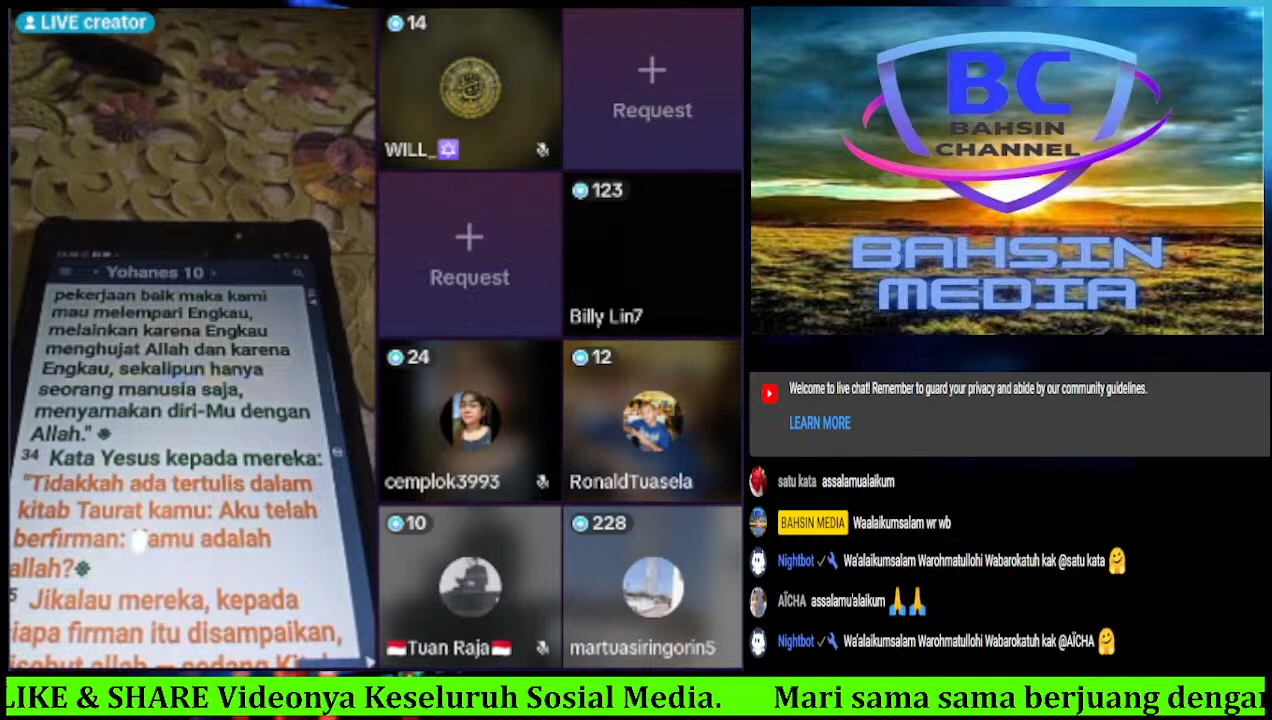 LIVE creator
Yohanes 10
pekerjaan baik maka kami
mau melempari Engkau,
melainkan karena Engkau
menghujat Allah dan karena
Engkau, sekalipun hanya
seorang manusia saja,
menyamakan diri-Mu dengan
Allah."
34 Kata Yesus kepada mereka:
"Tidakkah ada tertulis dalam
kitab Taurat kamu: Aku telah
berfirman: amu adalah
allah?
5 Jikalau mereka, kepada
iapa firman itu disampaikan,
14
WILL_
Request
Request
123
Billy Lin7
24
cemplok3993
12
RonaldTuasela
10
Tuan Raja
228
martuasiringorin5
BC
BAHSIN
CHANNEL
BAHSIN
MEDIA
Welcome to live chat! Remember to guard your privacy and abide by our community guidelines.
LEARN MORE
satu kata assalamualaikum
BAHSIN MEDIA Waalaikumsalam wr wb
Nightbot Wa'alaikumsalam Warohmatullohi Wabarokatuh kak @satu kata
AÏCHA assalamu'alaikum
Nightbot Wa'alaikumsalam Warohmatullohi Wabarokatuh kak @AÏCHA
LIKE & SHARE Videonya Keseluruh Sosial Media. Mari sama sama berjuang dengan